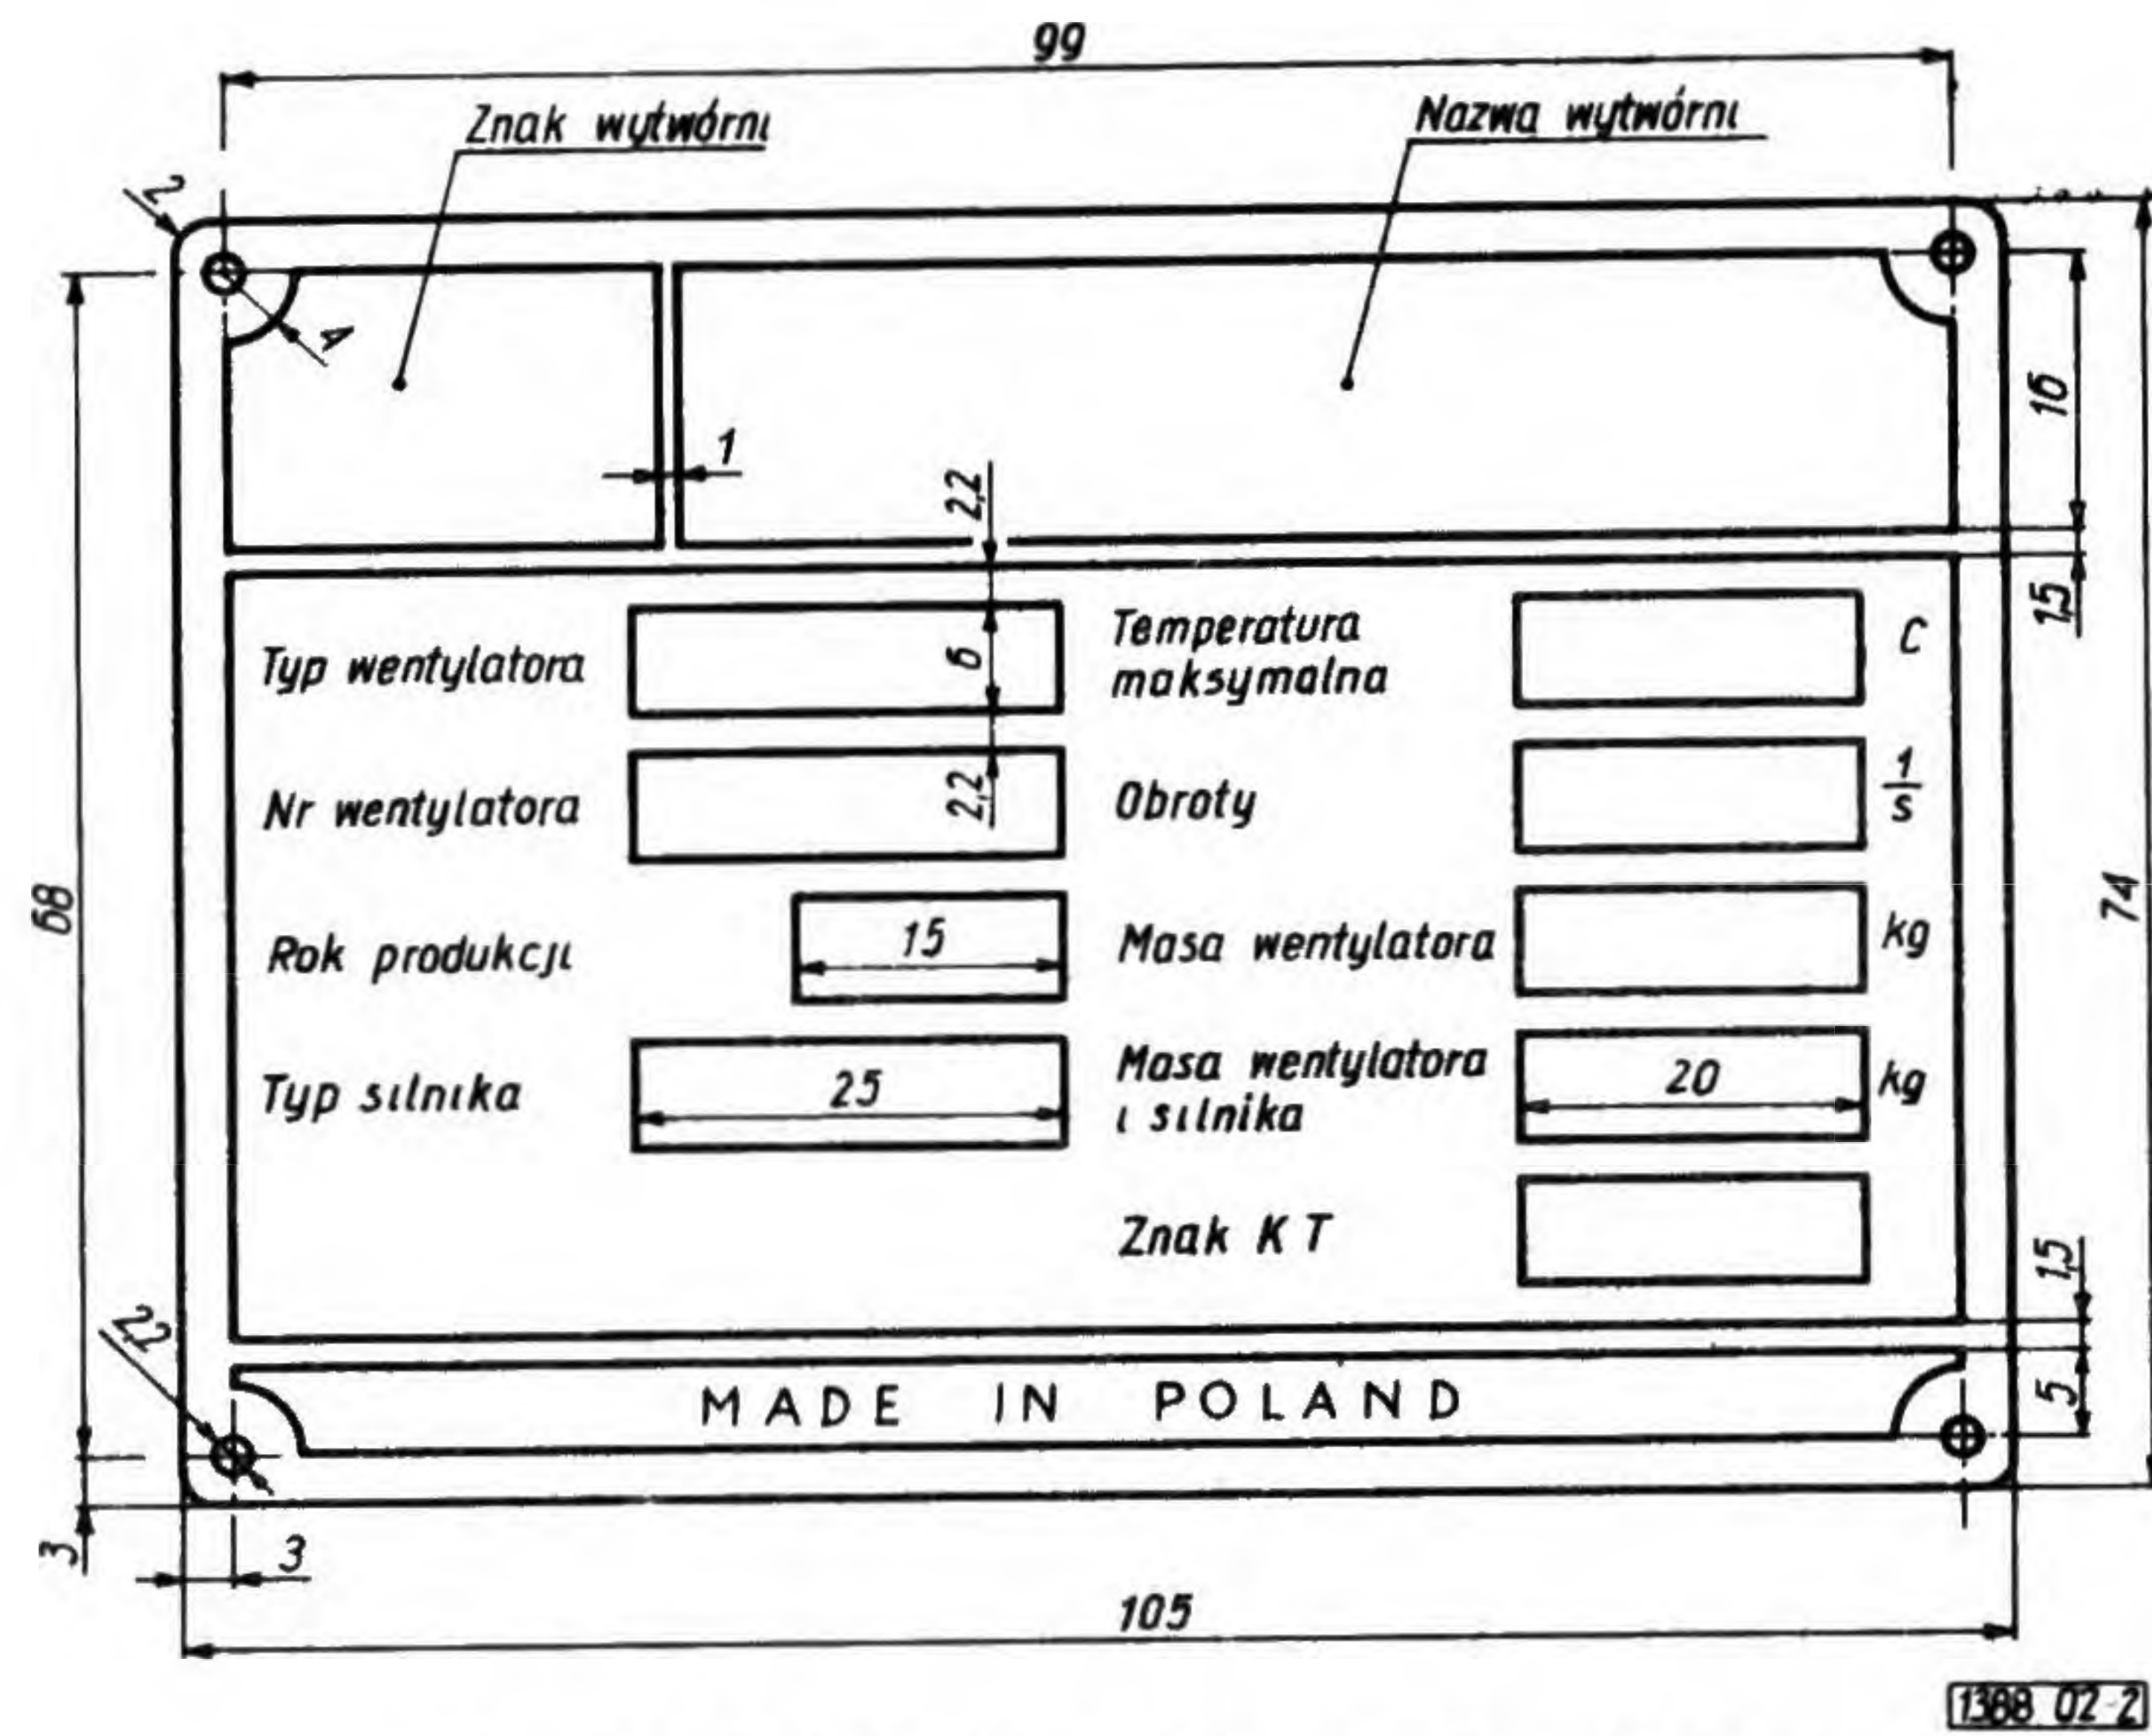 99
Znak wytwórni
Nazwa wytwórni
2
4
1
2,2
16
1,5
Typ wentylatora
6
Temperatura
maksymalna
C
Nr wentylatora
2,2
Obroty
1
s
68
74
Rok produkcji
15
Masa wentylatora
kg
Typ silnika
25
Masa wentylatora
i silnika
20
kg
Znak KT
1,5
2,2
MADE IN POLAND
5
3
3
105
1388 02-2